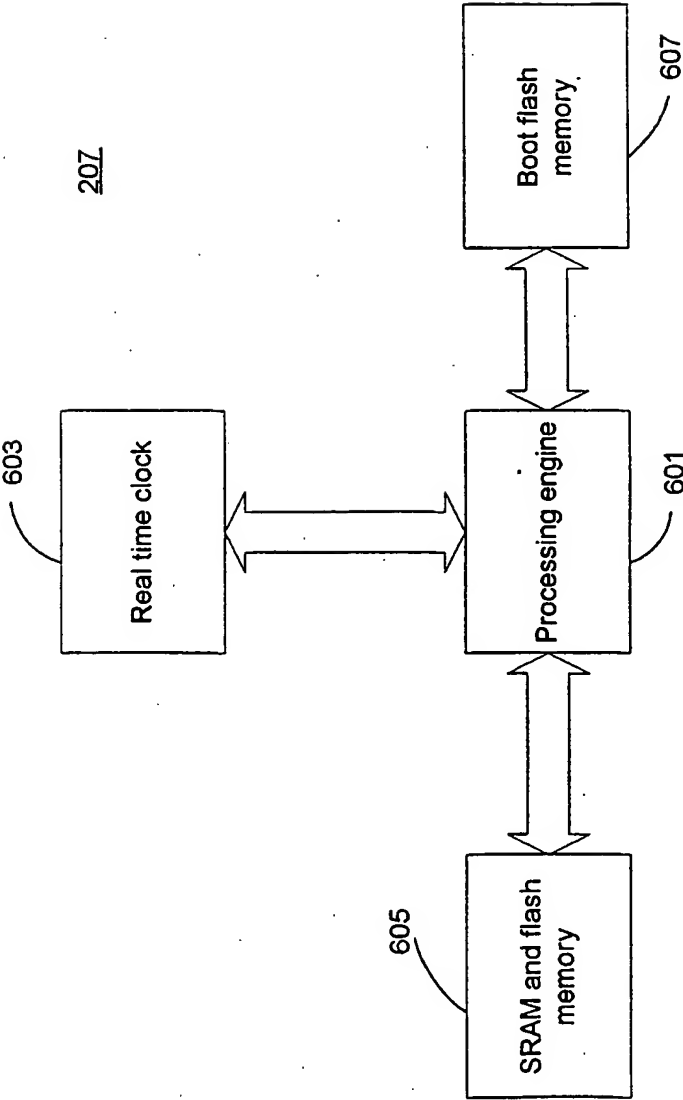 207
603
Real time clock
605
SRAM and flash
memory
Processing engine
601
Boot flash
memory
607